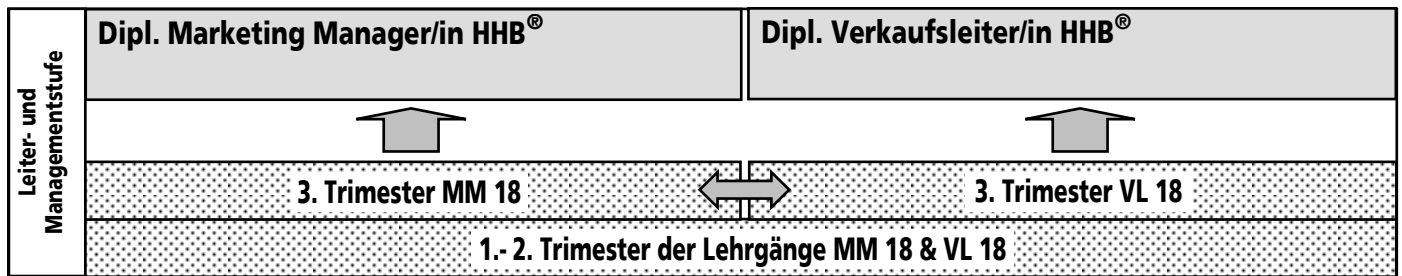 Leiter- und
Managementstufe
Dipl. Marketing Manager/in HHB®
Dipl. Verkaufsleiter/in HHB®
3. Trimester MM 18
3. Trimester VL 18
1.- 2. Trimester der Lehrgänge MM 18 & VL 18